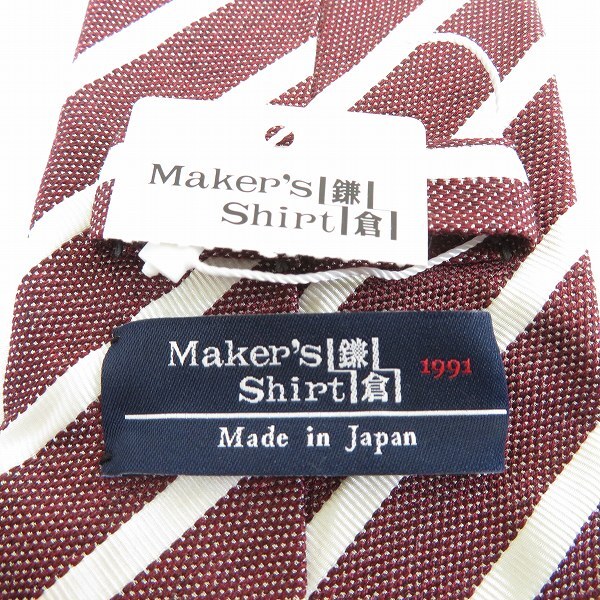 Maker's 鎌
Shirt 倉
Maker's 鎌
Shirt 倉 1991
Made in Japan